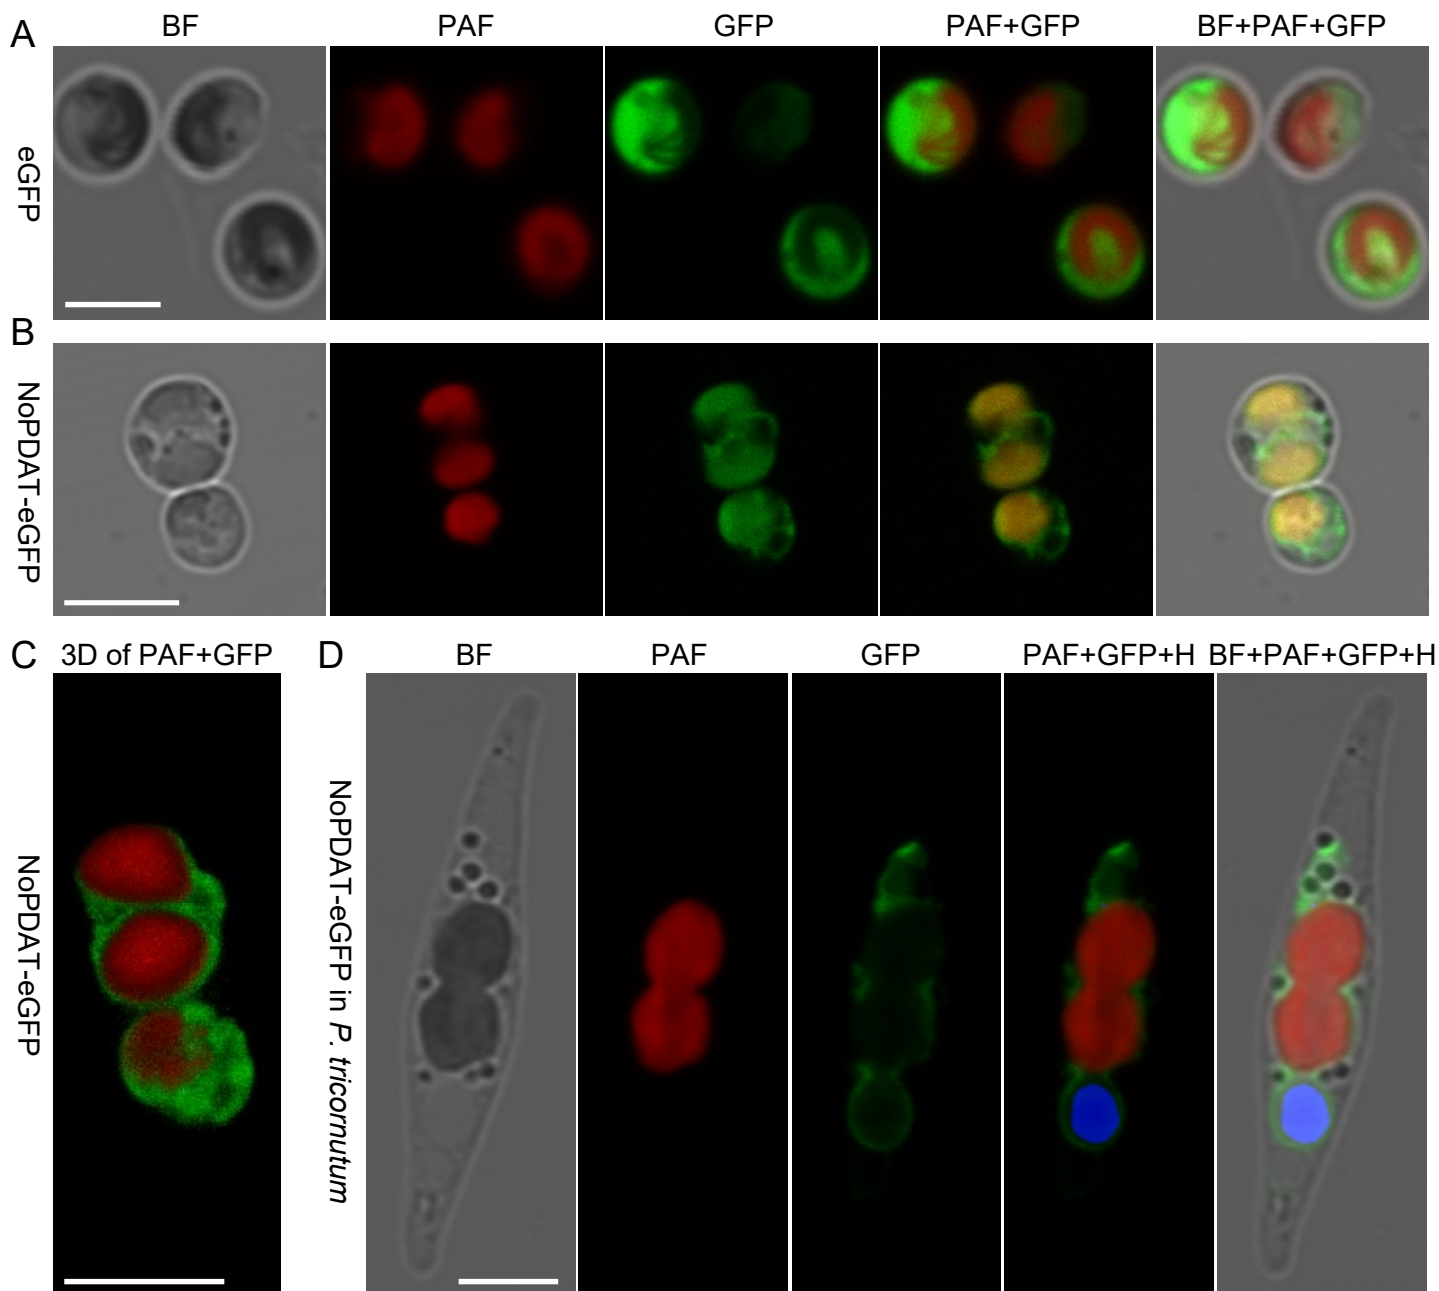 A
BF
PAF
GFP
PAF+GFP
BF+PAF+GFP
eGFP
B
NoPDAT-eGFP
C
3D of PAF+GFP
NoPDAT-eGFP
D
BF
PAF
GFP
PAF+GFP+H
BF+PAF+GFP+H
NoPDAT-eGFP in P. tricornutum